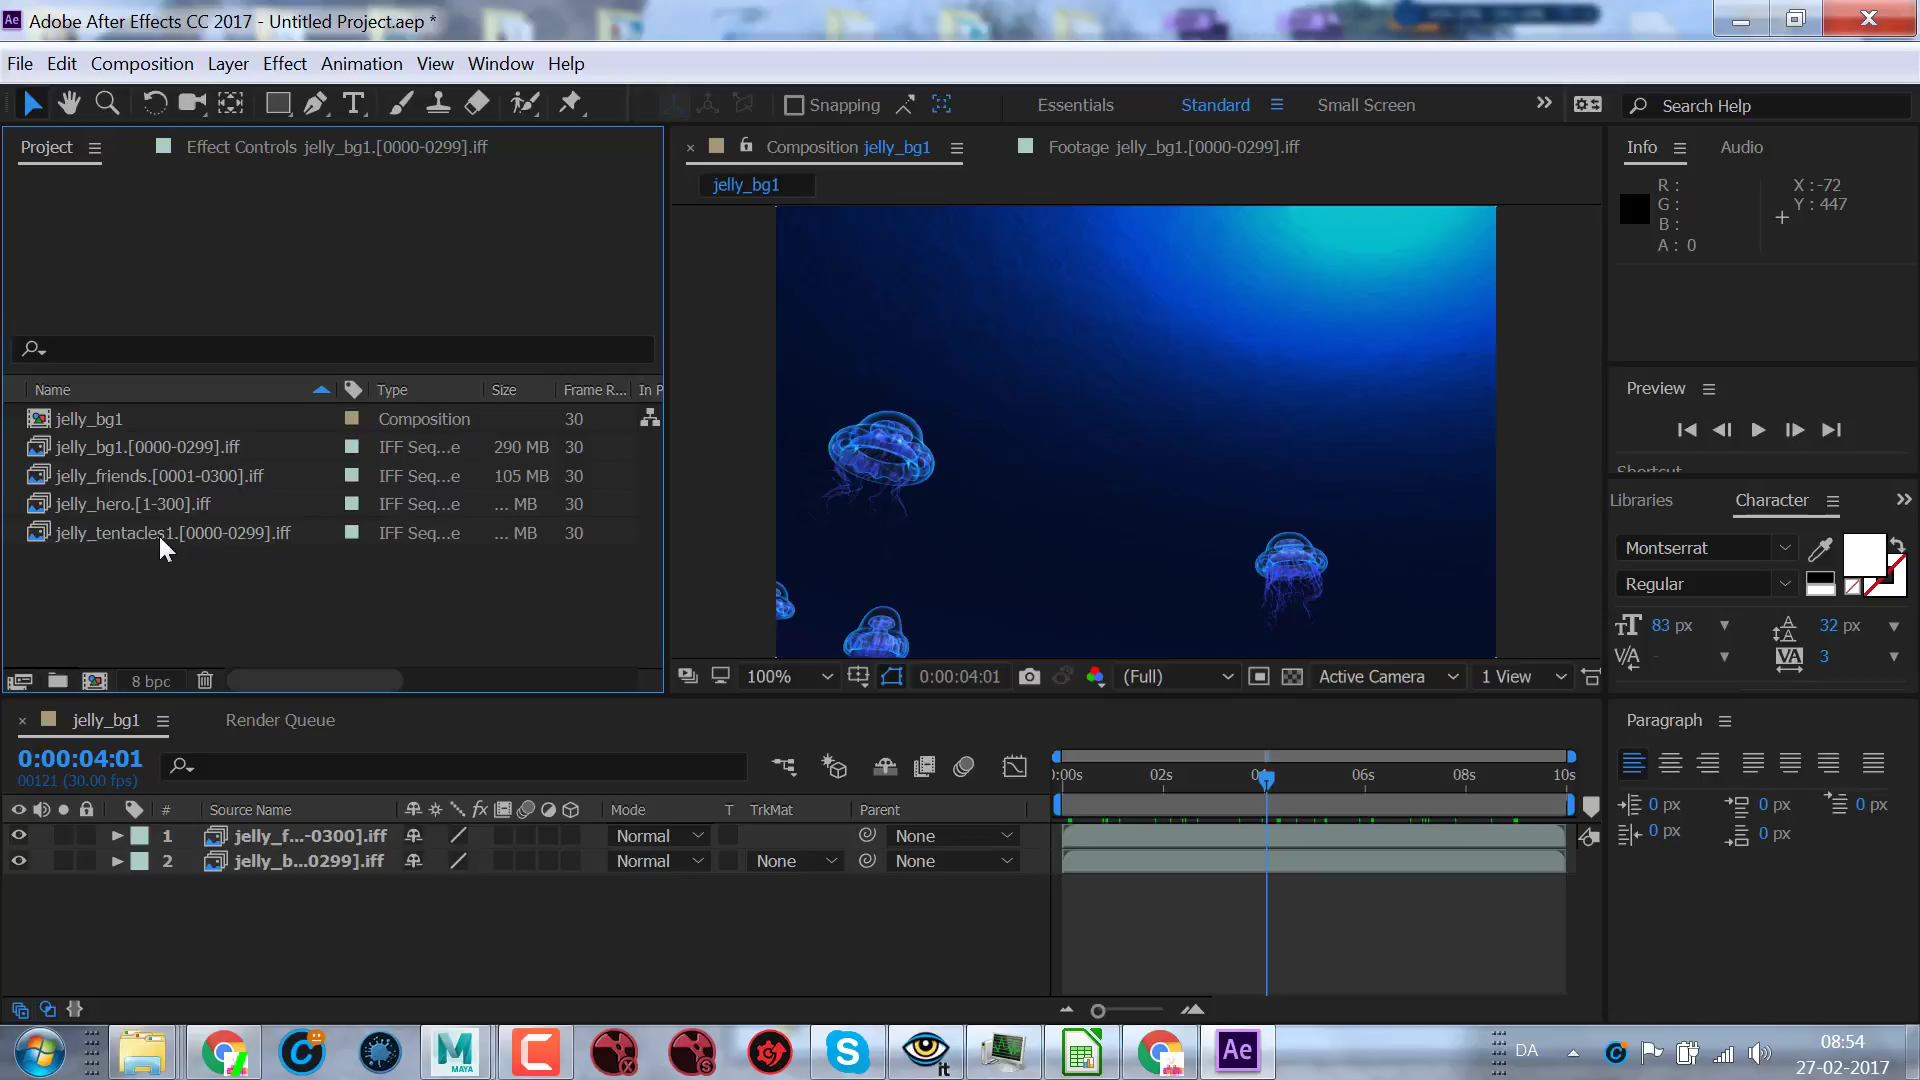 Ae Adobe After Effects CC 2017 - Untitled Project.aep *
File Edit Composition Layer Effect Animation View Window Help
Snapping Essentials Standard Small Screen Search Help
Project Effect Controls jelly_bg1.[0000-0299].iff
Composition jelly_bg1 Footage jelly_bg1.[0000-0299].iff
jelly_bg1
Name Type Size Frame R... In P
jelly_bg1 Composition 30
jelly_bg1.[0000-0299].iff IFF Seq...e 290 MB 30
jelly_friends.[0001-0300].iff IFF Seq...e 105 MB 30
jelly_hero.[1-300].iff IFF Seq...e ... MB 30
jelly_tentacles1.[0000-0299].iff IFF Seq...e ... MB 30
8 bpc
100% 0:00:04:01 (Full) Active Camera 1 View
Info Audio
R : X : -72
G : Y : 447
B :
A : 0
Preview
Shortcut
Libraries Character
Montserrat
Regular
83 px 32 px
- 3
Paragraph
0 px 0 px 0 px
0 px 0 px
jelly_bg1 Render Queue
0:00:04:01
00121 (30.00 fps)
# Source Name Mode T TrkMat Parent
1 jelly_f...-0300].iff Normal None
2 jelly_b...0299].iff Normal None None
:00s 02s 04s 06s 08s 10s
MAYA it Ae DA
08:54
27-02-2017